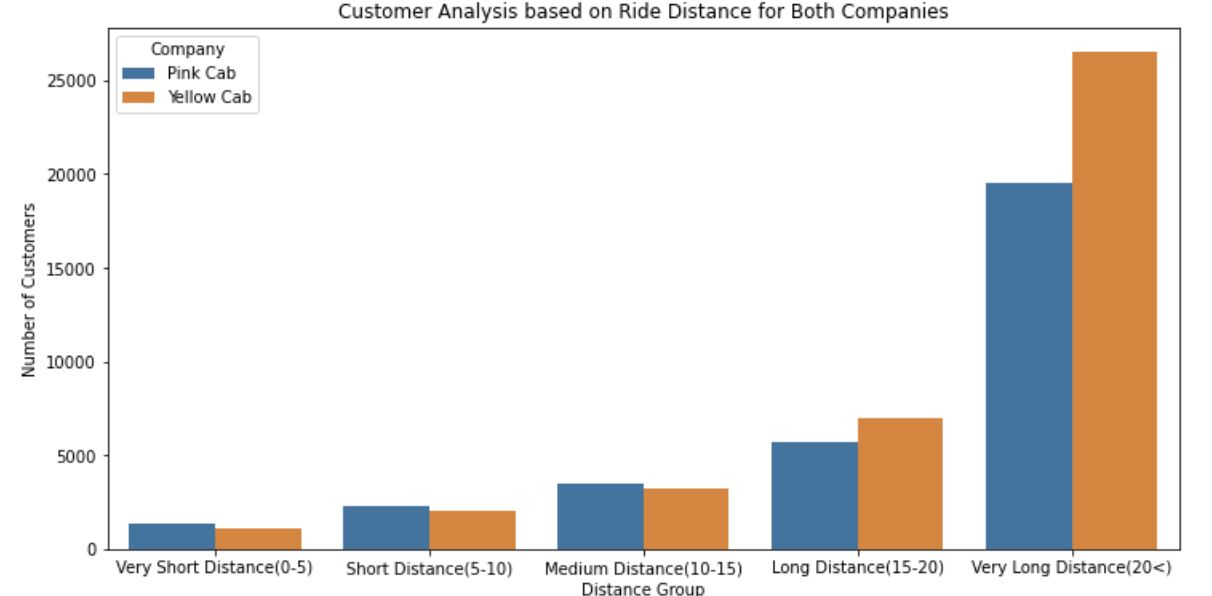 Customer Analysis based on Ride Distance for Both Companies
Company
Pink Cab
Yellow Cab
Number of Customers
25000
20000
15000
10000
5000
0
Very Short Distance(0-5) Short Distance(5-10) Medium Distance(10-15) Long Distance(15-20) Very Long Distance(20<)
Distance Group